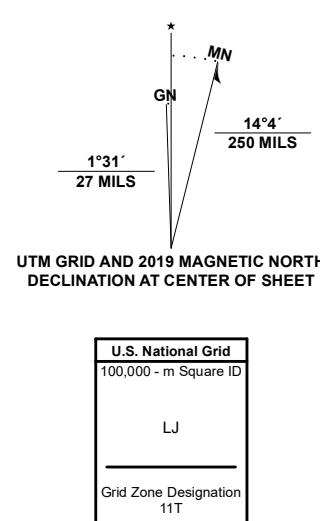 ★
MN
GN
14°4´
250 MILS
1°31´
27 MILS
UTM GRID AND 2019 MAGNETIC NORTH
DECLINATION AT CENTER OF SHEET
U.S. National Grid
100,000 - m Square ID
LJ
Grid Zone Designation
11T